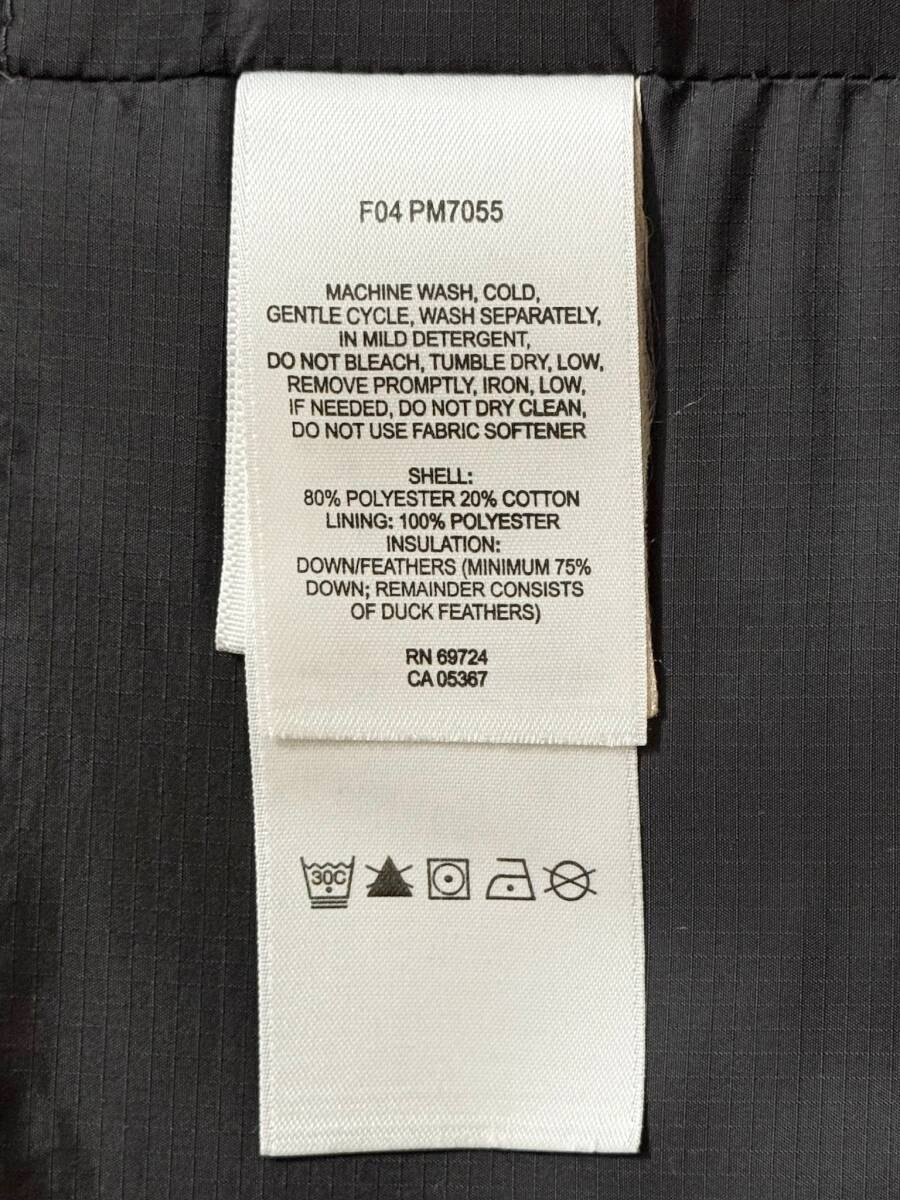 F04 PM7055
MACHINE WASH, COLD,
GENTLE CYCLE, WASH SEPARATELY,
IN MILD DETERGENT,
DO NOT BLEACH, TUMBLE DRY, LOW,
REMOVE PROMPTLY, IRON, LOW,
IF NEEDED, DO NOT DRY CLEAN,
DO NOT USE FABRIC SOFTENER
SHELL:
80% POLYESTER 20% COTTON
LINING: 100% POLYESTER
INSULATION:
DOWN/FEATHERS (MINIMUM 75%
DOWN; REMAINDER CONSISTS
OF DUCK FEATHERS)
RN 69724
CA 05367
30C